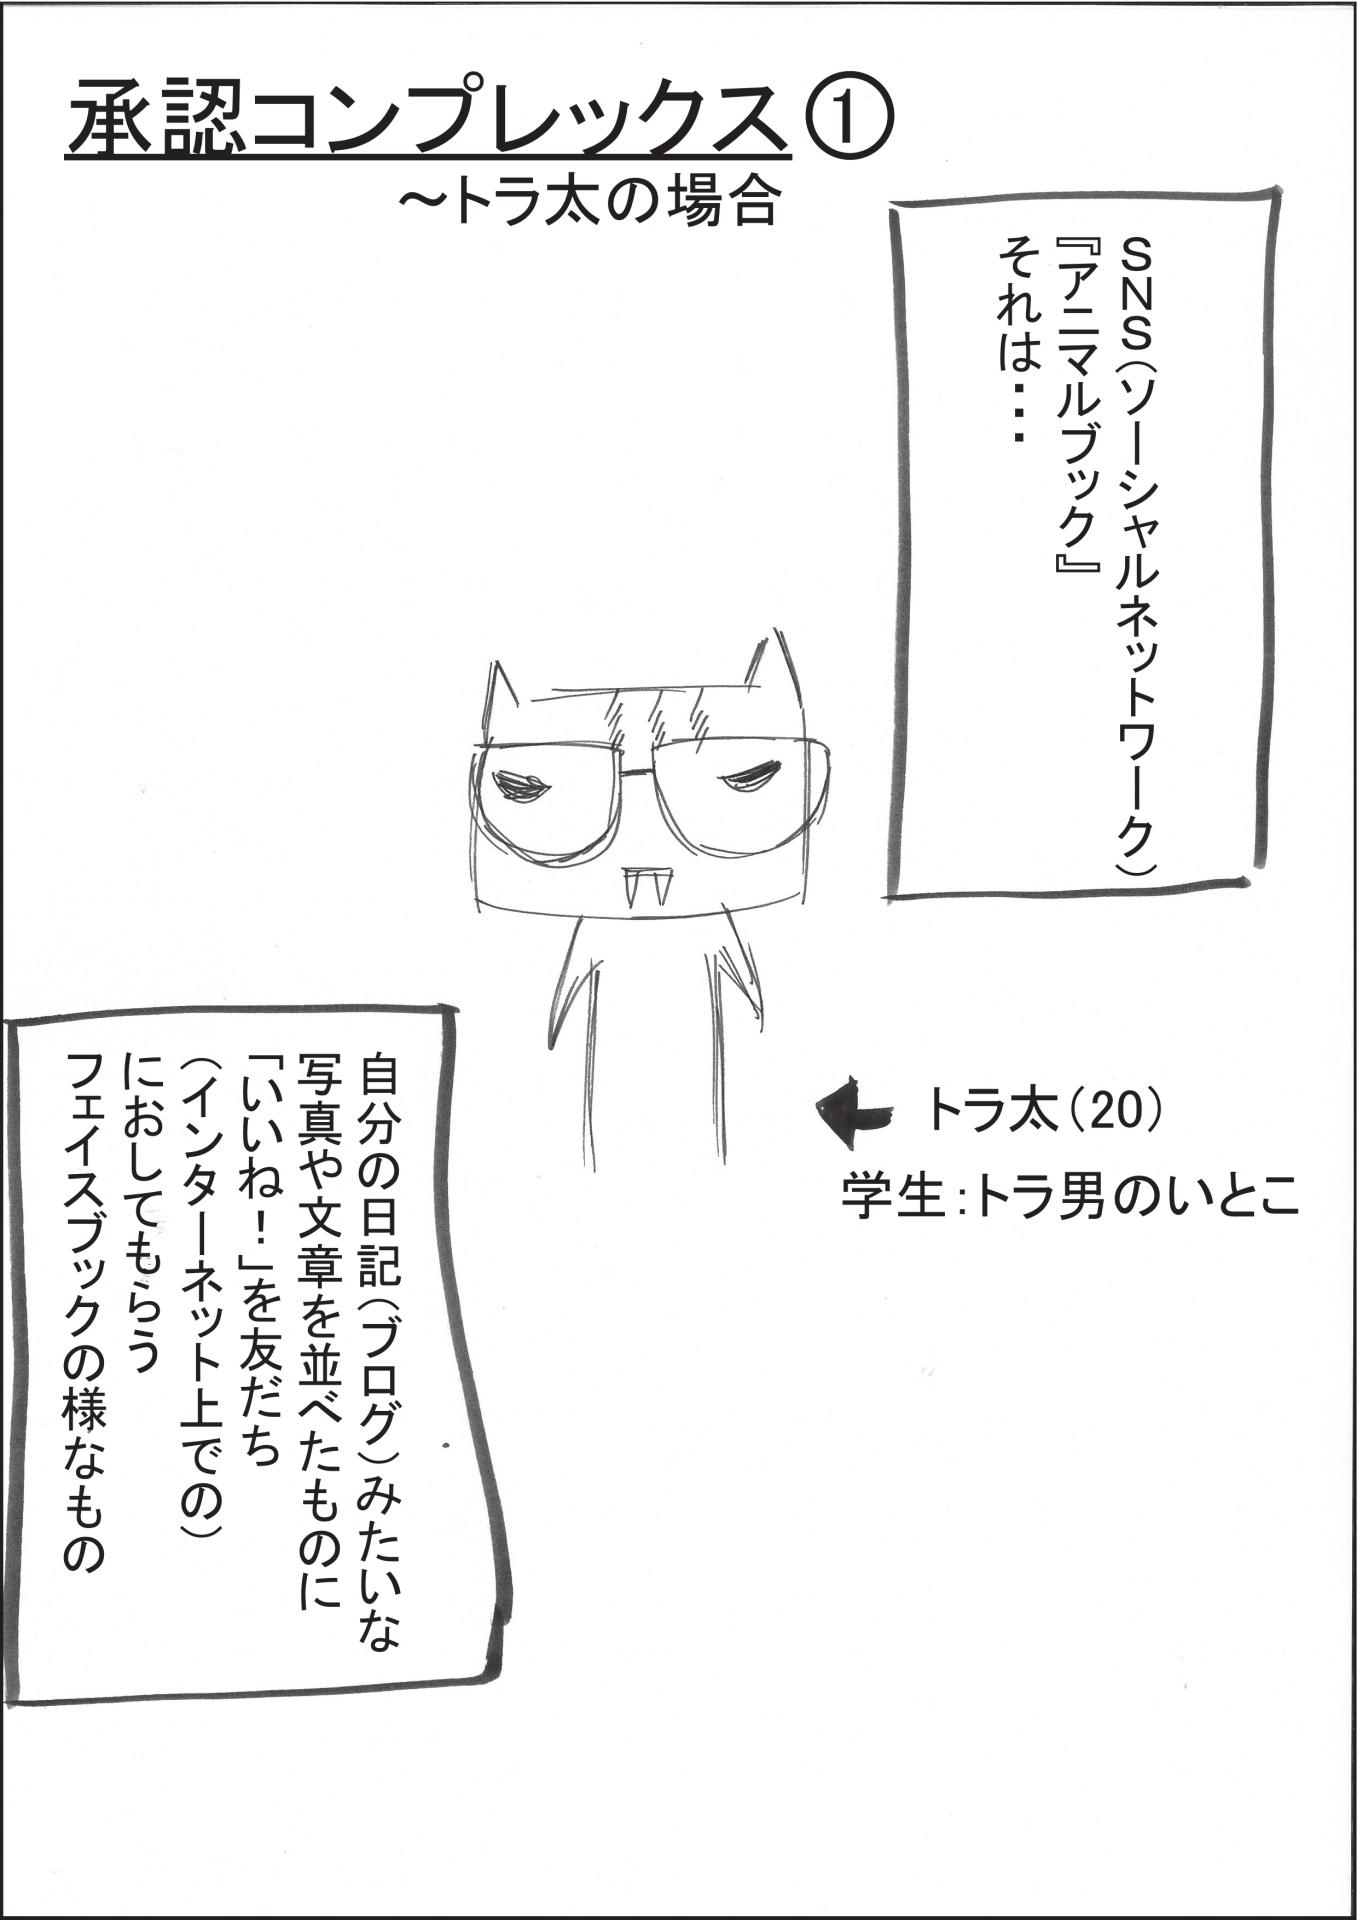 承認コンプレックス①
～トラ太の場合
ＳＮＳ（ソーシャルネットワーク）
『アニマルブック』
それは・・・
トラ太（20）
学生：トラ男のいとこ
自分の日記（ブログ）みたいな
写真や文章を並べたものに
「いいね！」を友だち
（インターネット上での）
におしてもらう
フェイスブックの様なもの